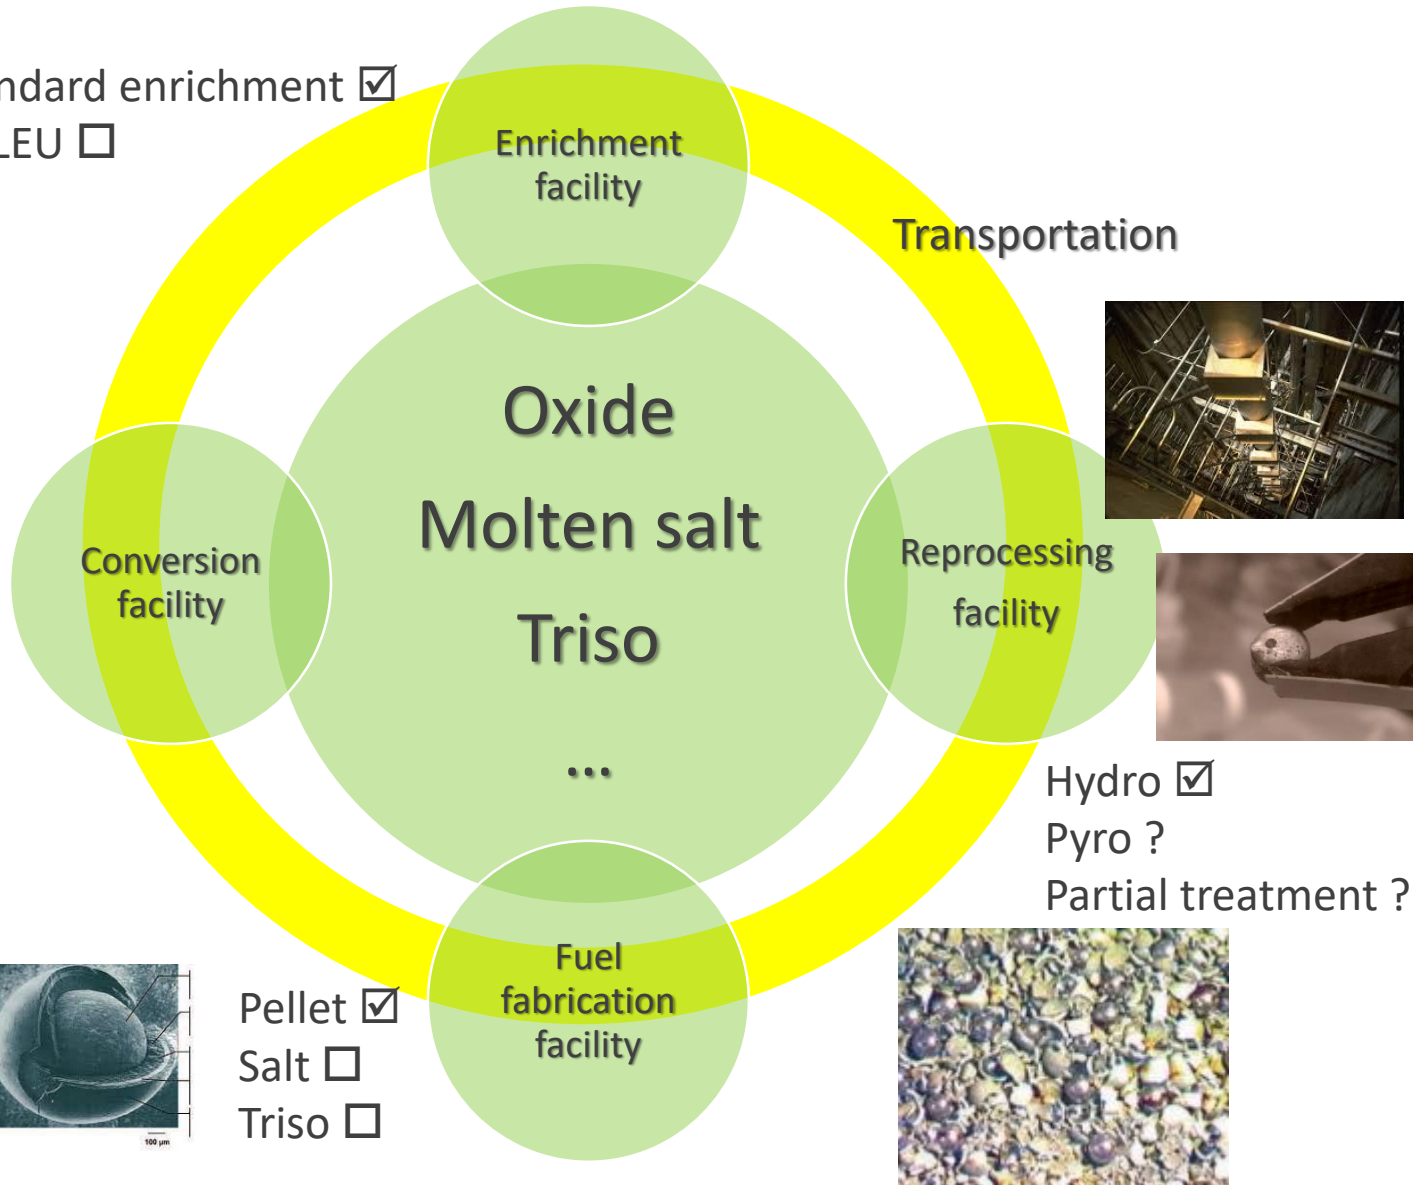 ndard enrichment ☑
LEU ☐
Enrichment
facility
Transportation
Oxide
Molten salt
Triso
...
Conversion
facility
Reprocessing
facility
Hydro ☑
Pyro ?
Partial treatment ?
Fuel
fabrication
facility
Pellet ☑
Salt ☐
Triso ☐
100 µm